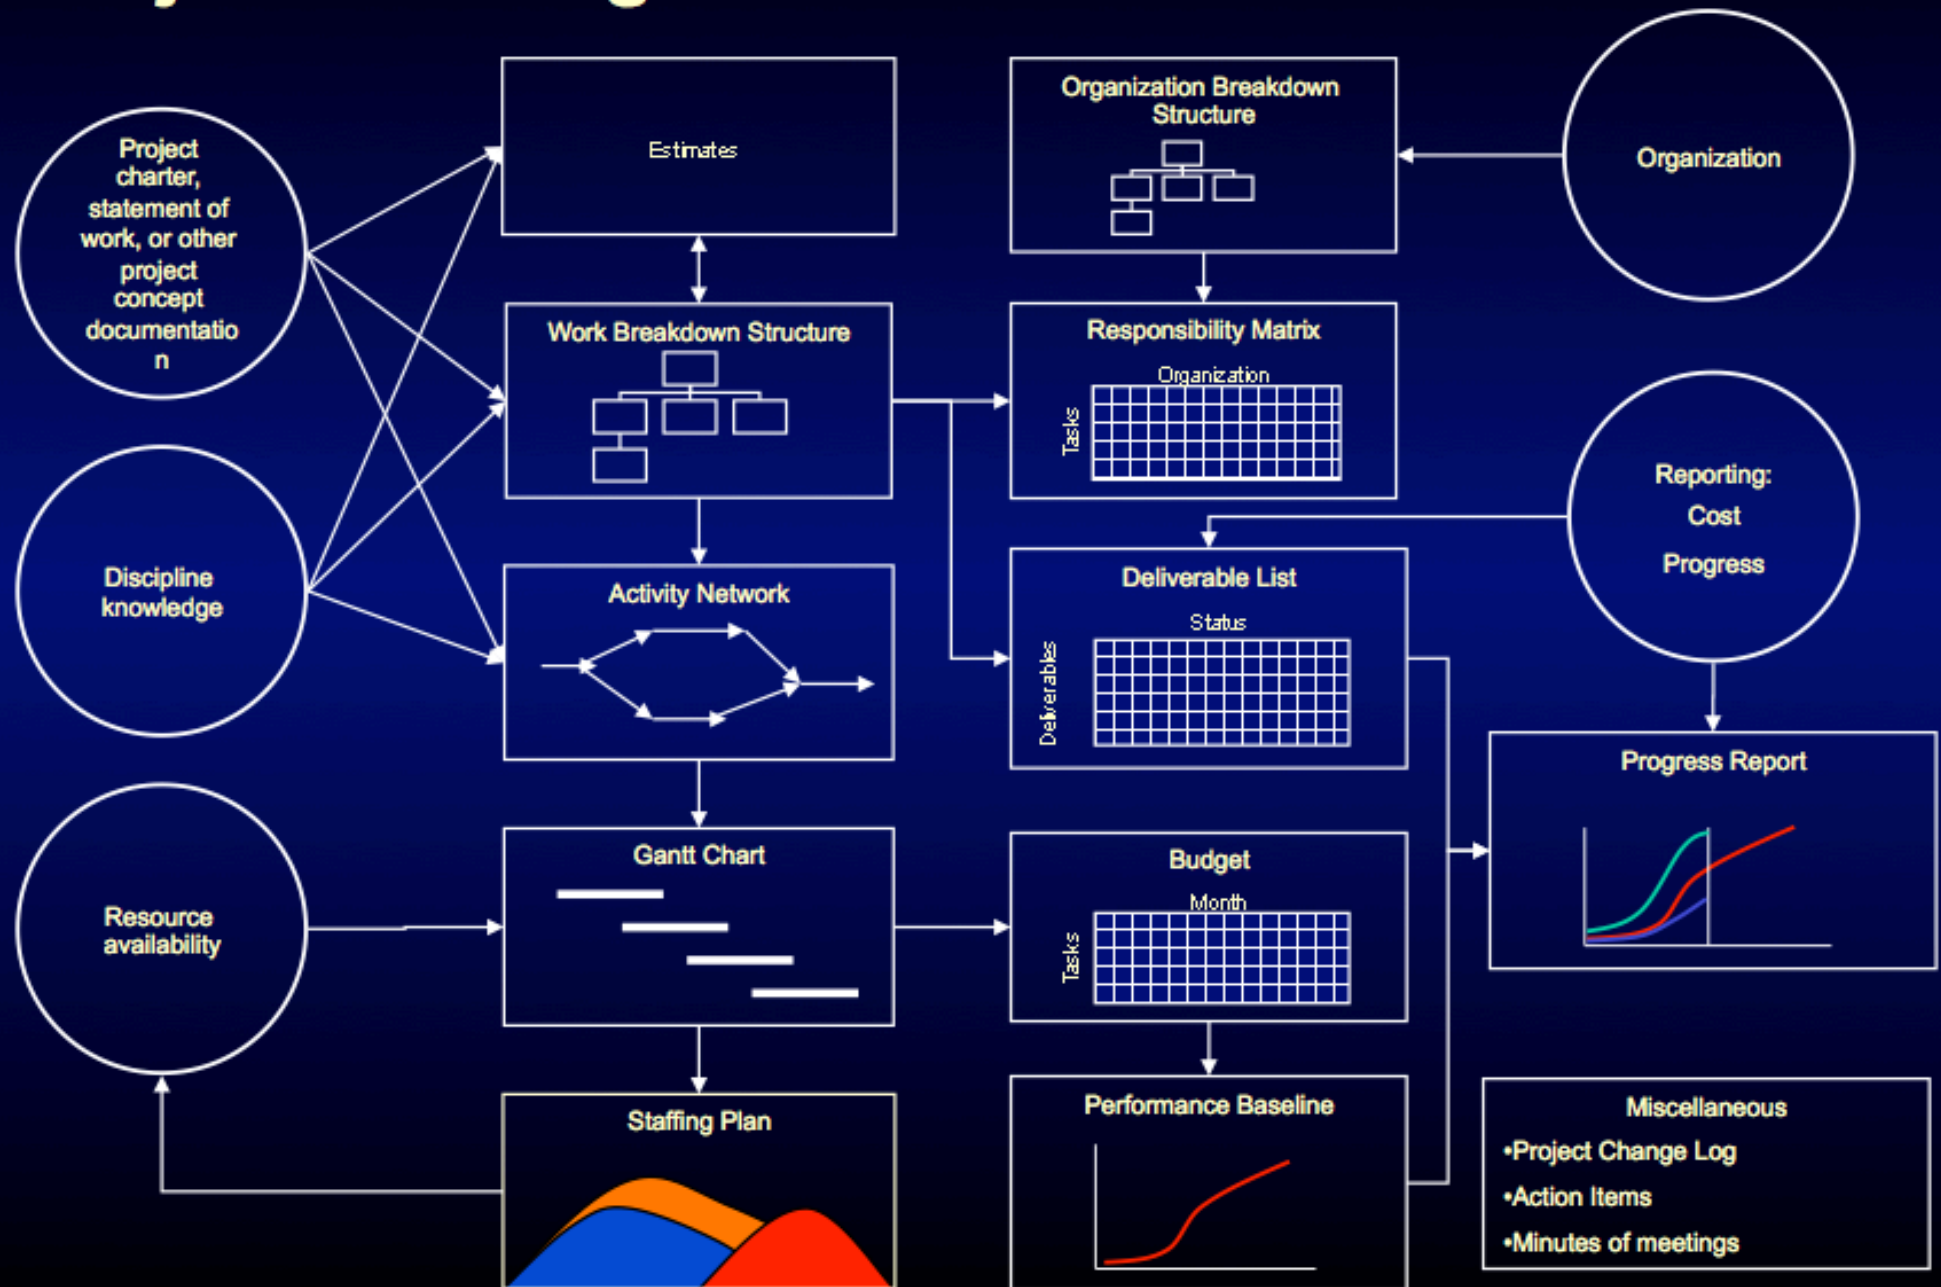 Project
charter,
statement of
work, or other
project
concept
documentatio
n
Estimates
Organization Breakdown
Structure
Organization
Work Breakdown Structure
Responsibility Matrix
Organization
Tasks
Discipline
knowledge
Activity Network
Deliverable List
Status
Deliverables
Reporting:
Cost
Progress
Progress Report
Resource
availability
Gantt Chart
Budget
Month
Tasks
Staffing Plan
Performance Baseline
Miscellaneous
•Project Change Log
•Action Items
•Minutes of meetings